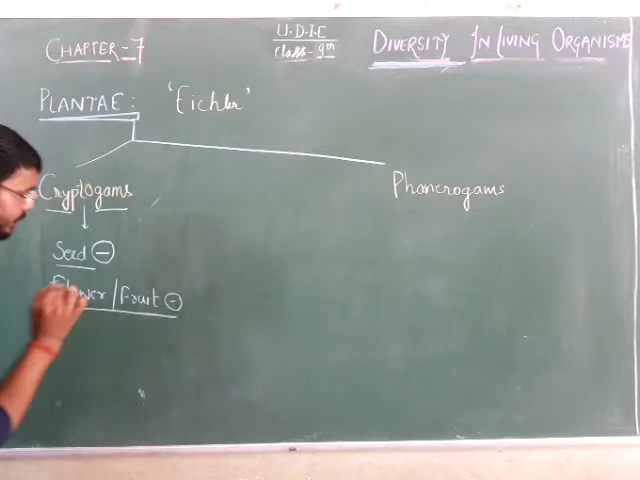 CHAPTER-7
U.D.I.C
Class-9th
DIVERSITY IN LIVING ORGANISMS
PLANTAE: 'Eichler'
Cryptogams
Phanerogams
Seed ⊖
Flower/Fruit ⊖